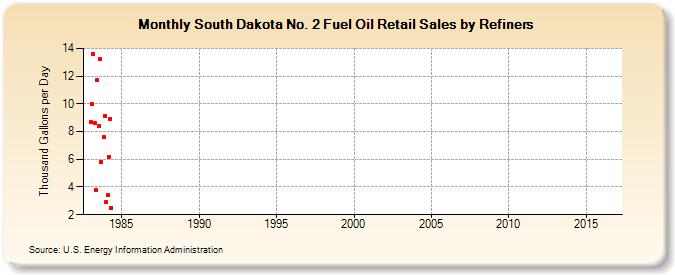 Monthly South Dakota No. 2 Fuel Oil Retail Sales by Refiners
Thousand Gallons per Day
14
12
10
8
6
4
2
1985 1990 1995 2000 2005 2010 2015
Source: U.S. Energy Information Administration